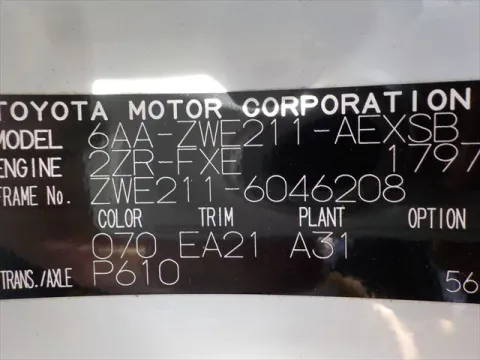 TOYOTA MOTOR CORPORATION
MODEL 6AA-ZWE211-AEXSB
ENGINE 2ZR-FXE 1797
FRAME No. ZWE211-6046208
COLOR TRIM PLANT OPTION
070 EA21 A31
TRANS./AXLE P610
56